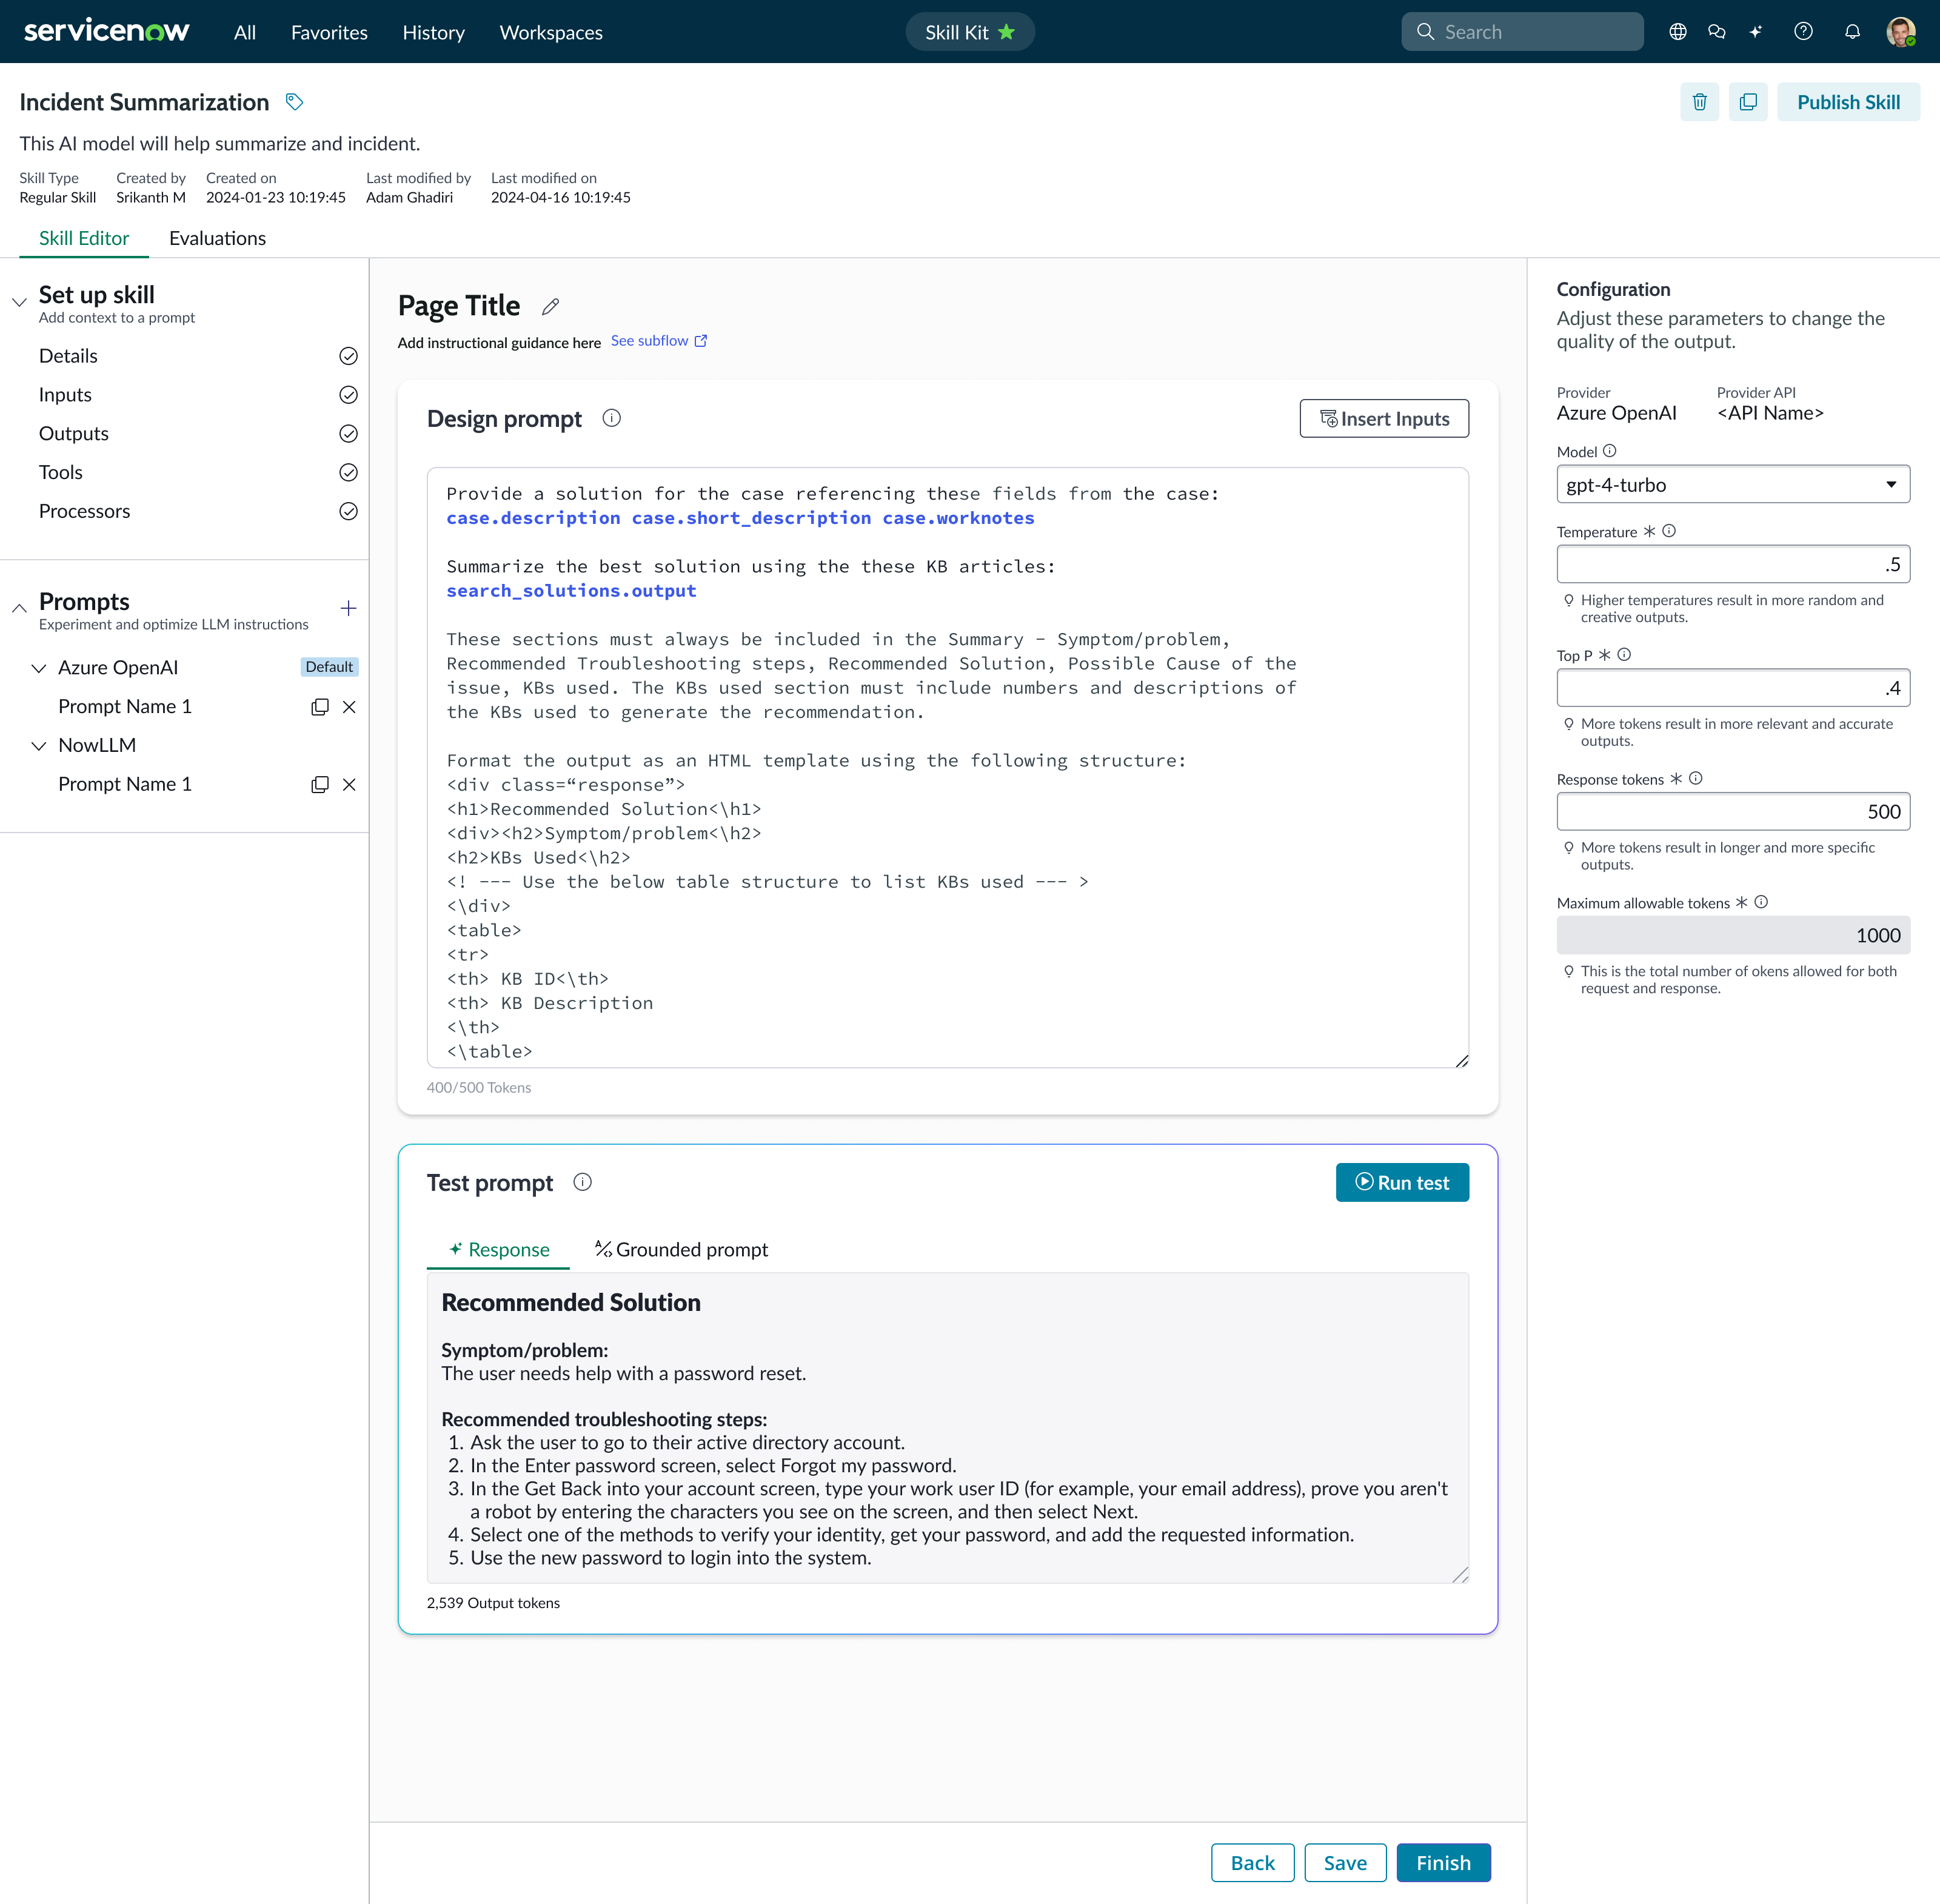 servicenow
All Favorites History Workspaces
Skill Kit
Search
Incident Summarization
Publish Skill
This AI model will help summarize and incident.
Skill Type Created by Created on Last modified by Last modified on
Regular Skill Srikanth M 2024-01-23 10:19:45 Adam Ghadiri 2024-04-16 10:19:45
Skill Editor Evaluations
Set up skill
Add context to a prompt
Details
Inputs
Outputs
Tools
Processors
Prompts
Experiment and optimize LLM instructions
Azure OpenAI Default
Prompt Name 1
NowLLM
Prompt Name 1
Page Title
Add instructional guidance here See subflow
Design prompt
Insert Inputs
Provide a solution for the case referencing these fields from the case:
case.description case.short_description case.worknotes
Summarize the best solution using the these KB articles:
search_solutions.output
These sections must always be included in the Summary - Symptom/problem,
Recommended Troubleshooting steps, Recommended Solution, Possible Cause of the
issue, KBs used. The KBs used section must include numbers and descriptions of
the KBs used to generate the recommendation.
Format the output as an HTML template using the following structure:
<div class=“response”>
<h1>Recommended Solution<\h1>
<div><h2>Symptom/problem<\h2>
<h2>KBs Used<\h2>
<! --- Use the below table structure to list KBs used --- >
<\div>
<table>
<tr>
<th> KB ID<\th>
<th> KB Description
<\th>
<\table>
400/500 Tokens
Test prompt
Run test
Response Grounded prompt
Recommended Solution
Symptom/problem:
The user needs help with a password reset.
Recommended troubleshooting steps:
1. Ask the user to go to their active directory account.
2. In the Enter password screen, select Forgot my password.
3. In the Get Back into your account screen, type your work user ID (for example, your email address), prove you aren't
a robot by entering the characters you see on the screen, and then select Next.
4. Select one of the methods to verify your identity, get your password, and add the requested information.
5. Use the new password to login into the system.
2,539 Output tokens
Back Save Finish
Configuration
Adjust these parameters to change the
quality of the output.
Provider Provider API
Azure OpenAI <API Name>
Model
gpt-4-turbo
Temperature *
.5
Higher temperatures result in more random and
creative outputs.
Top P *
.4
More tokens result in more relevant and accurate
outputs.
Response tokens *
500
More tokens result in longer and more specific
outputs.
Maximum allowable tokens *
1000
This is the total number of okens allowed for both
request and response.